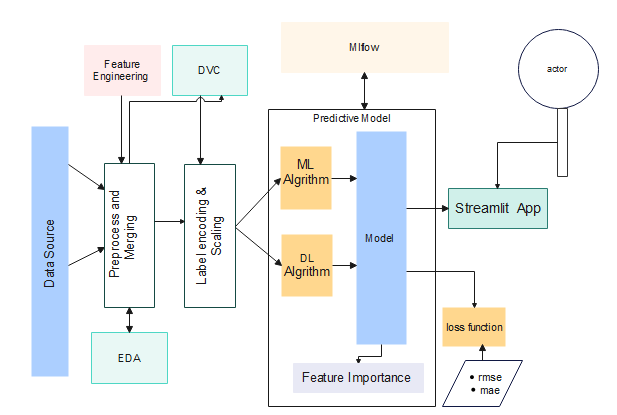 Feature
Engineering
DVC
Mlflow
actor
Data Source
Preprocess and
Merging
Label encoding &
Scaling
Predictive Model
ML
Algrithm
DL
Algrithm
Model
Streamlit App
loss function
• rmse
• mae
EDA
Feature Importance